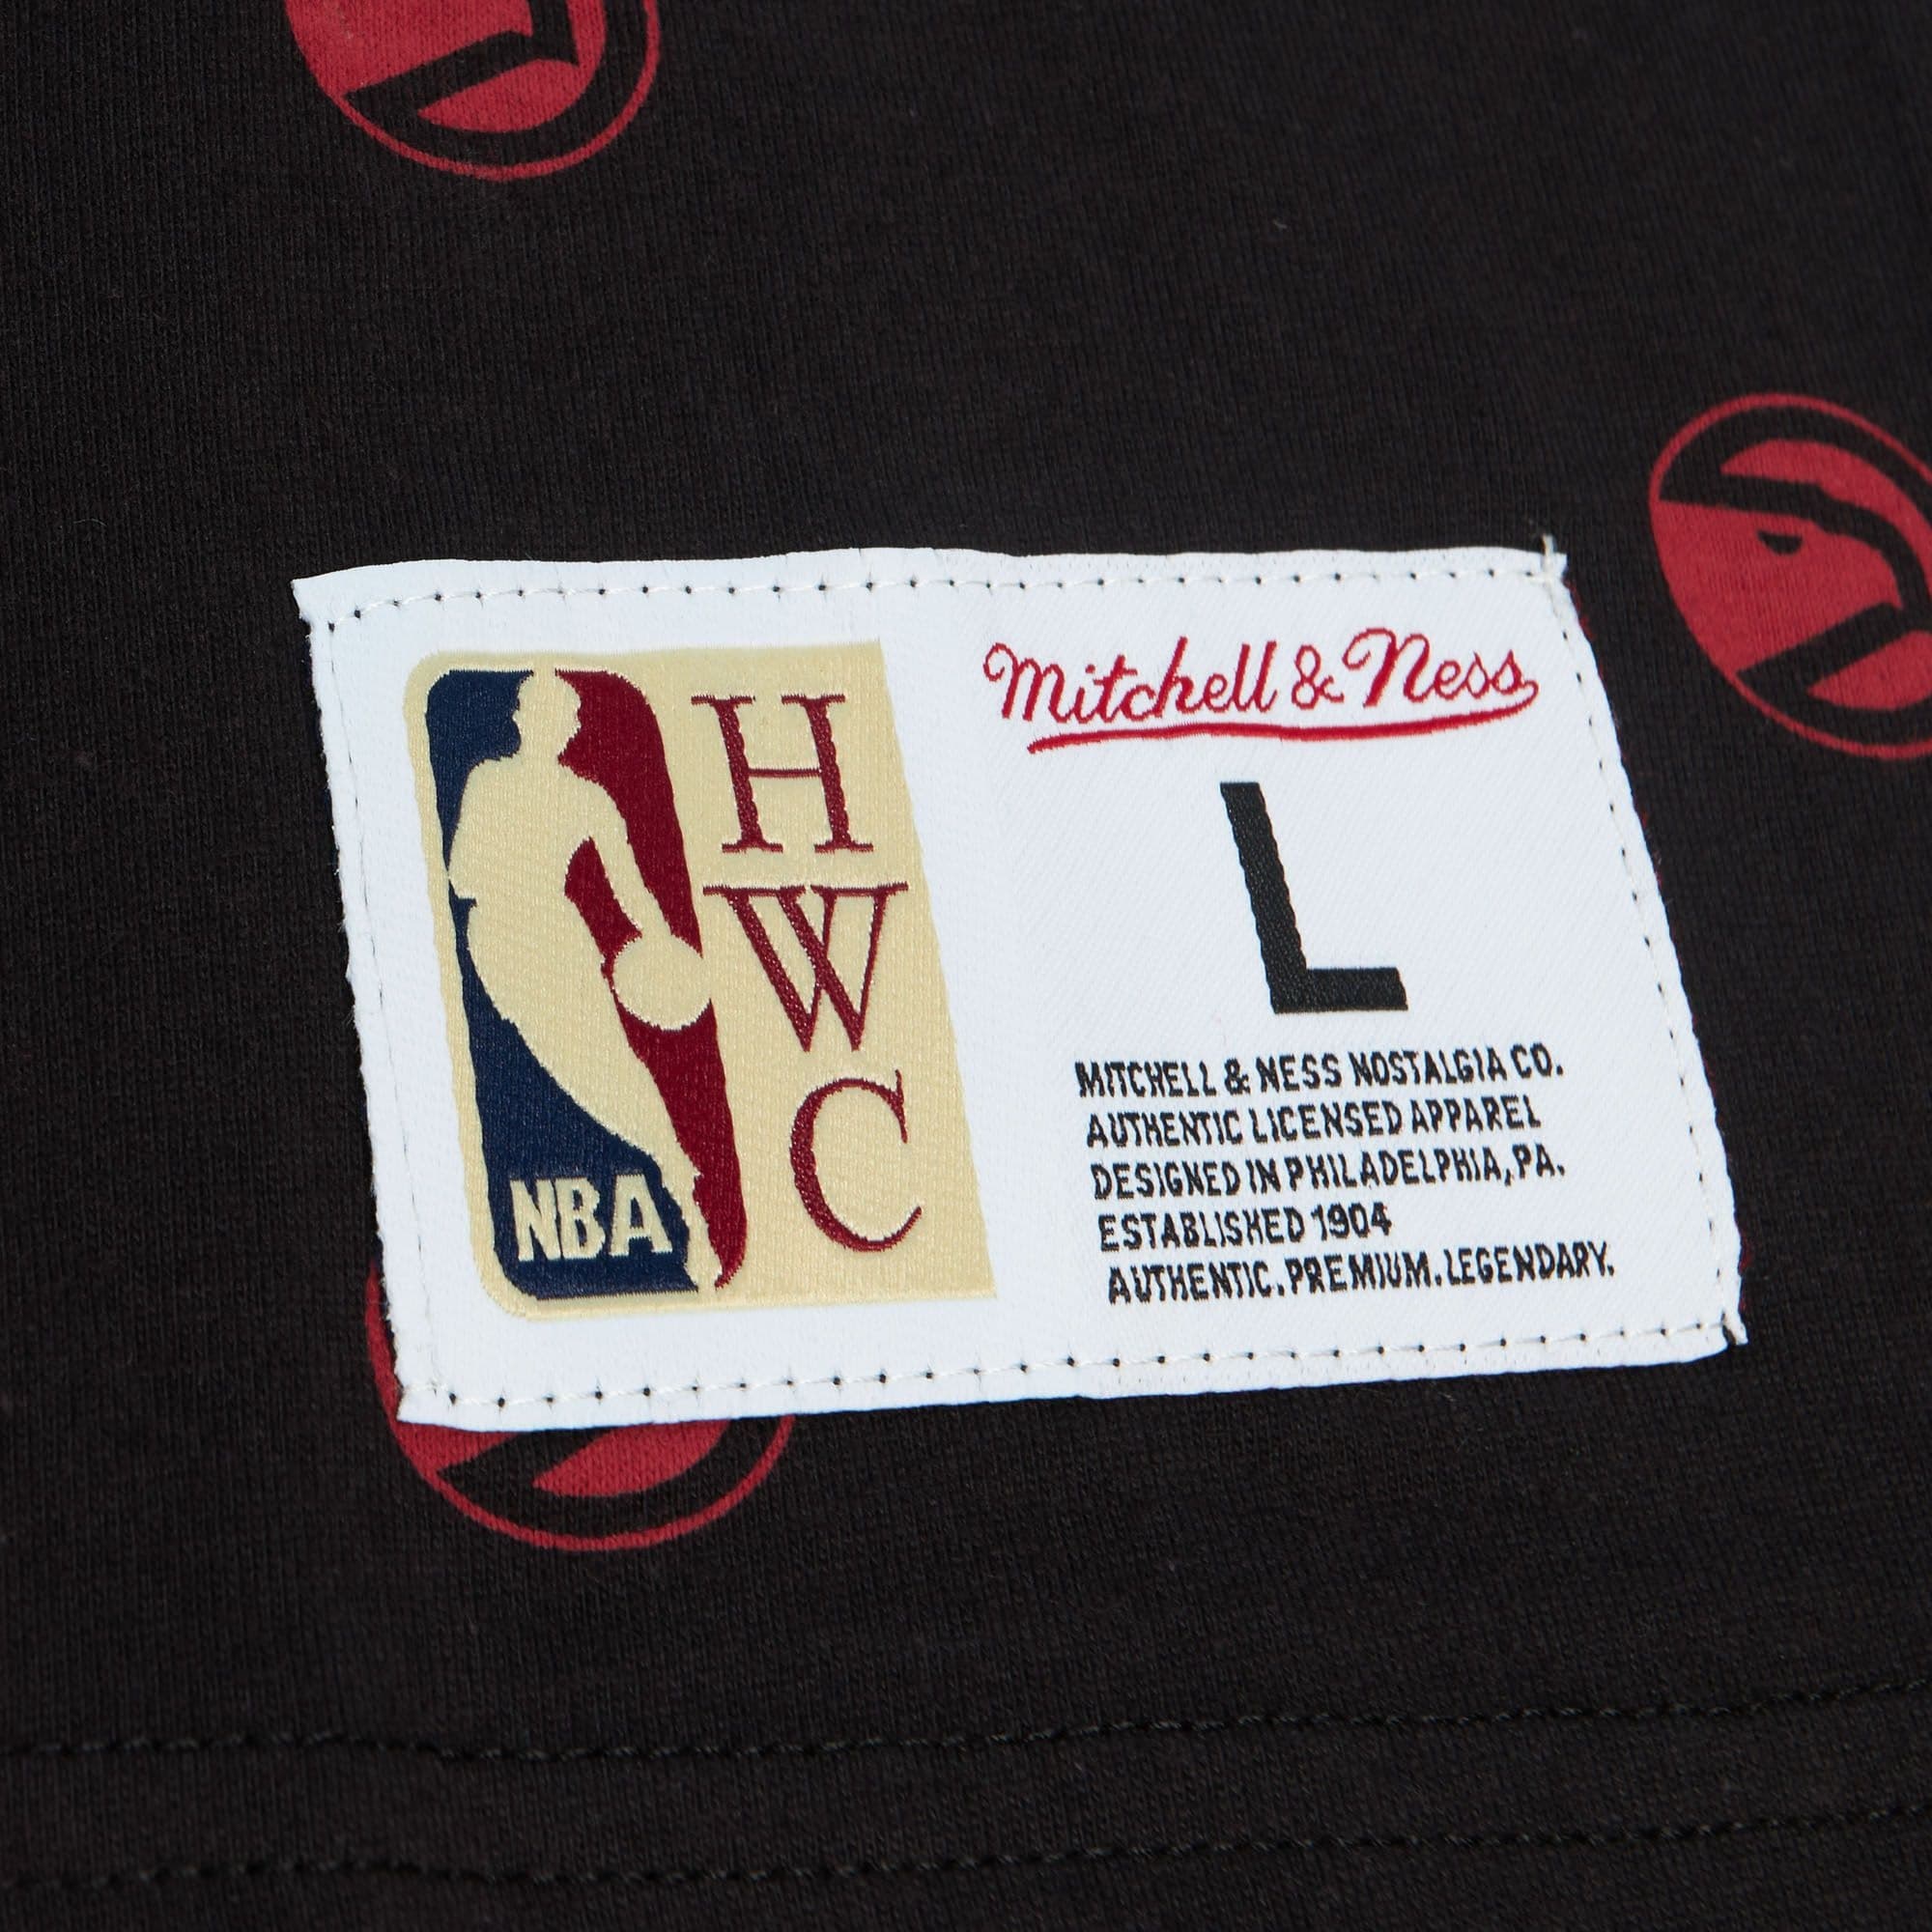 NBA
H
W
C
Mitchell & Ness
L
MITCHELL & NESS NOSTALGIA CO.
AUTHENTIC LICENSED APPAREL
DESIGNED IN PHILADELPHIA, PA.
ESTABLISHED 1904
AUTHENTIC. PREMIUM. LEGENDARY.